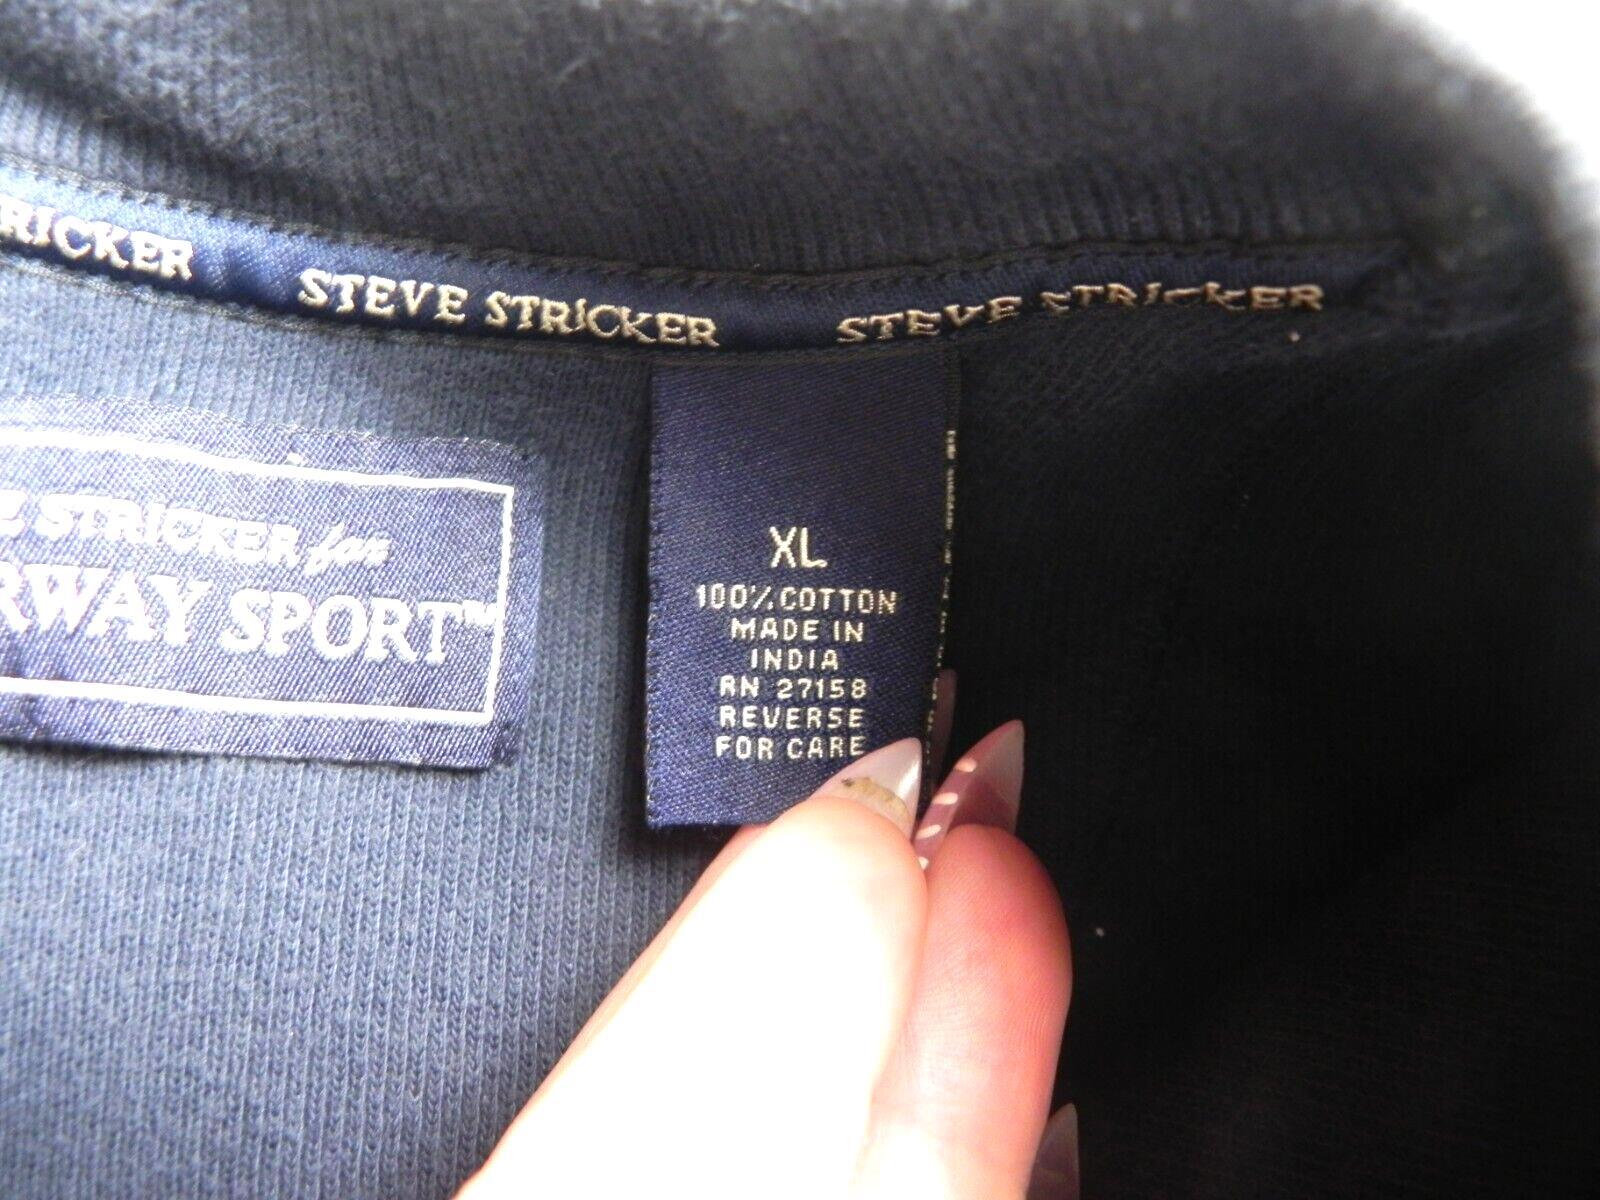 RICKER STEVE STRICKER STEVE STRICKER
E STRICKER for
RWAY SPORT™
XL
100% COTTON
MADE IN
INDIA
RN 27158
REVERSE
FOR CARE